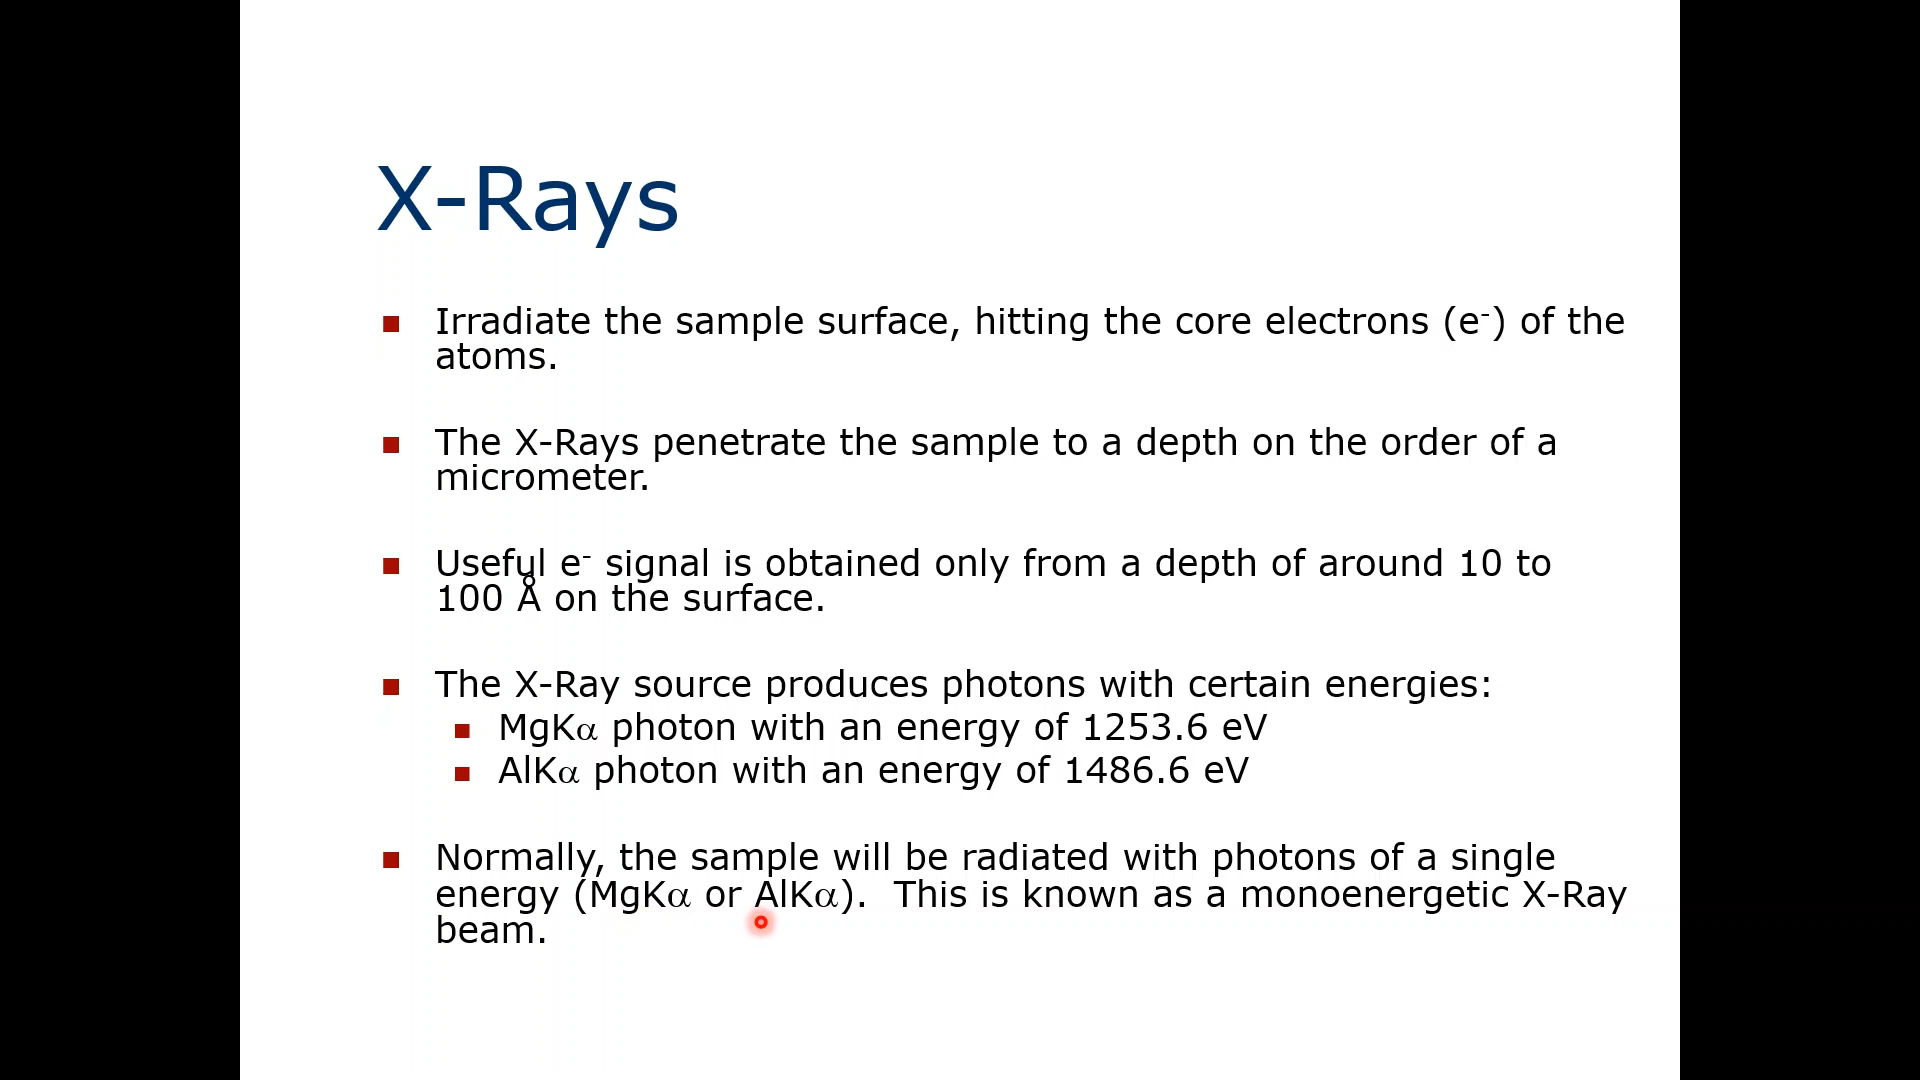 X-Rays
Irradiate the sample surface, hitting the core electrons (e⁻) of the
atoms.
The X-Rays penetrate the sample to a depth on the order of a
micrometer.
Useful e⁻ signal is obtained only from a depth of around 10 to
100 Å on the surface.
The X-Ray source produces photons with certain energies:
MgKα photon with an energy of 1253.6 eV
AlKα photon with an energy of 1486.6 eV
Normally, the sample will be radiated with photons of a single
energy (MgKα or AlKα).  This is known as a monoenergetic X-Ray
beam.